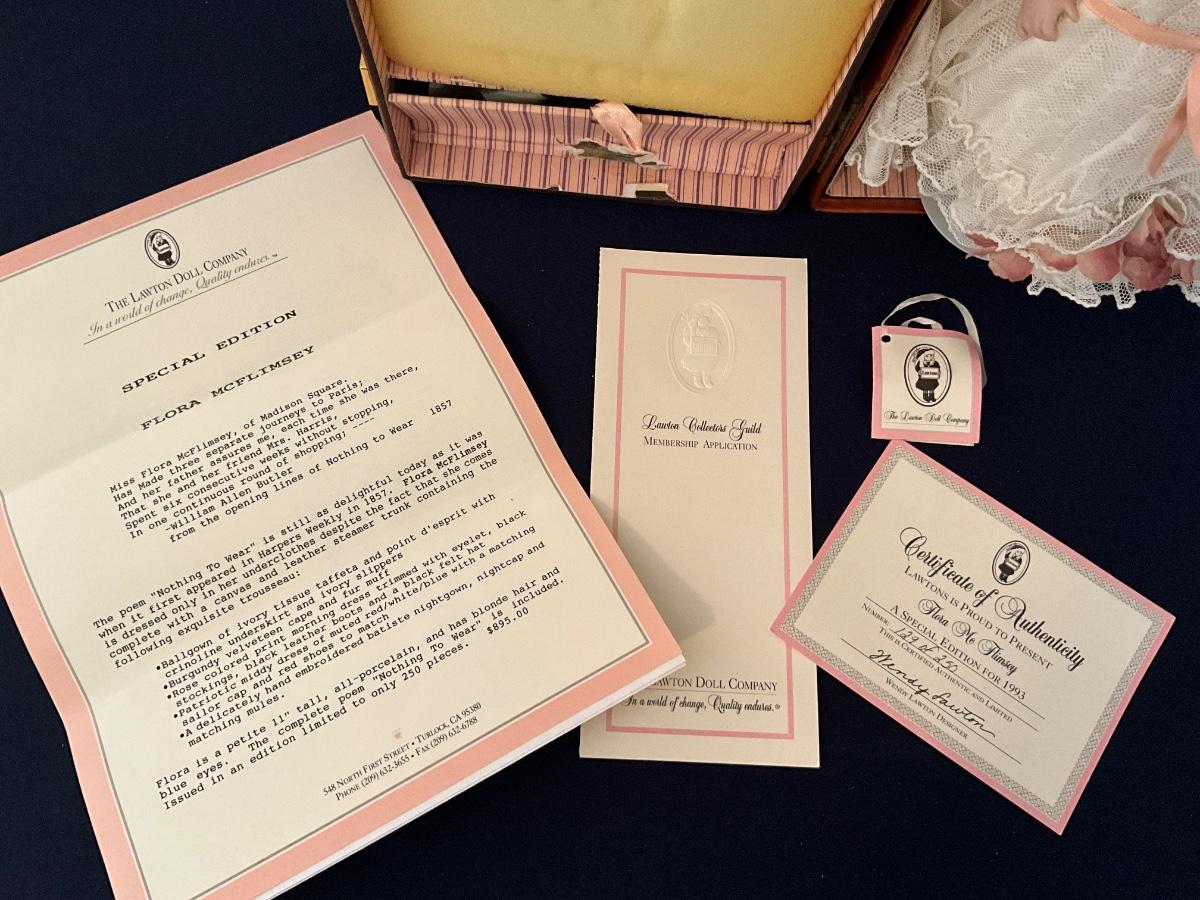 THE LAWTON DOLL COMPANY
In a world of change, Quality endures.™
SPECIAL EDITION
FLORA MCFLIMSEY
Miss Flora McFlimsey, of Madison Square.
Has Made three separate journeys to Paris;
And her father assures me, each time she was there,
That she and her friend Mrs. Harris,
Spent six consecutive weeks without stopping,
In one continuous round of shopping; ----
-William Allen Butler 1857
from the opening lines of Nothing to Wear
The poem "Nothing To Wear" is still as delightful today as it was
when it first appeared in Harpers Weekly in 1857. Flora McFlimsey
is dressed only in her underclothes despite the fact that she comes
complete with a canvas and leather steamer trunk containing the
following exquisite trousseau:
•Ballgown of ivory tissue taffeta and point d'esprit with
crinoline underskirt and ivory slippers
•Burgundy velveteen cape and fur muff
•Rose colored print morning dress trimmed with eyelet, black
stockings, black leather boots and a black felt hat
•Patriotic middy dress of muted red/white/blue with a matching
sailor cap and red shoes to match
•A delicately hand embroidered batiste nightgown, nightcap and
matching mules.
Flora is a petite 11" tall, all-porcelain, and has blonde hair and
blue eyes. The complete poem "Nothing To Wear" is included.
Issued in an edition limited to only 250 pieces. $895.00
548 NORTH FIRST STREET • TURLOCK, CA 95380
PHONE (209) 632-3655 • FAX (209) 632-6788
Lawton Collectors Guild
MEMBERSHIP APPLICATION
LAWTON DOLL COMPANY
In a world of change, Quality endures.®
The Lawton Doll Company
Certificate of Authenticity
LAWTONS IS PROUD TO PRESENT
Flora Mc Flimsey
A SPECIAL EDITION FOR 1993
NUMBER: 129 of 250
THIS IS CERTIFIED AUTHENTIC AND LIMITED
Wendy Lawton
WENDY LAWTON DESIGNER